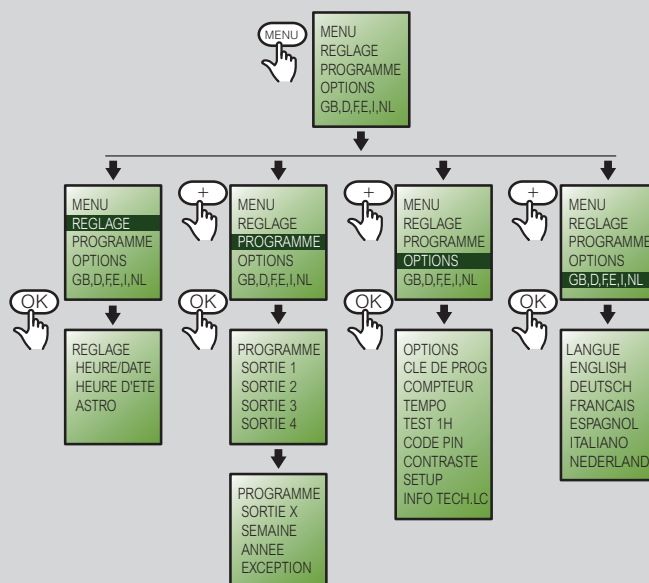 MENU
MENU
REGLAGE
PROGRAMME
OPTIONS
GB,D,F,E,I,NL
MENU
REGLAGE
PROGRAMME
OPTIONS
GB,D,F,E,I,NL
+
MENU
REGLAGE
PROGRAMME
OPTIONS
GB,D,F,E,I,NL
+
MENU
REGLAGE
PROGRAMME
OPTIONS
GB,D,F,E,I,NL
+
MENU
REGLAGE
PROGRAMME
OPTIONS
GB,D,F,E,I,NL
OK
REGLAGE
HEURE/DATE
HEURE D'ETE
ASTRO
OK
PROGRAMME
SORTIE 1
SORTIE 2
SORTIE 3
SORTIE 4
OK
OPTIONS
CLE DE PROG
COMPTEUR
TEMPO
TEST 1H
CODE PIN
CONTRASTE
SETUP
INFO TECH.LC
OK
LANGUE
ENGLISH
DEUTSCH
FRANCAIS
ESPAGNOL
ITALIANO
NEDERLAND
PROGRAMME
SORTIE X
SEMAINE
ANNEE
EXCEPTION